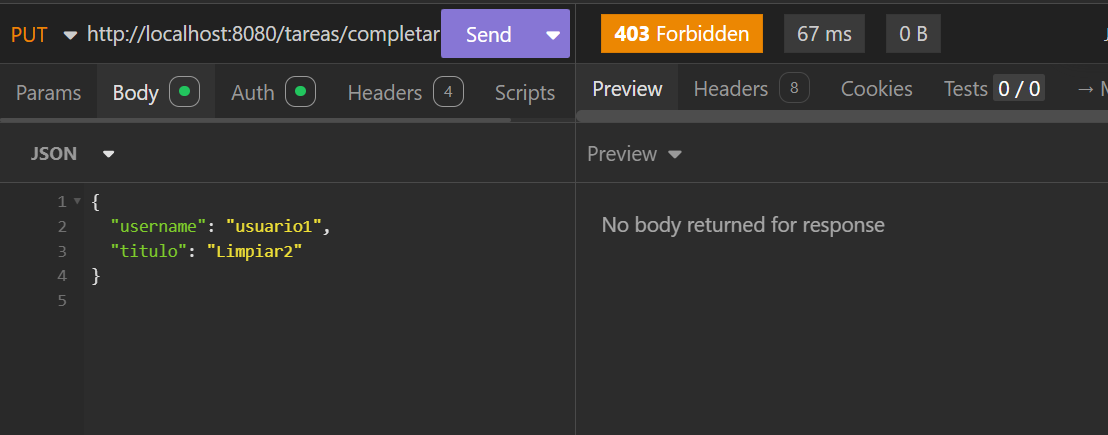 PUT http://localhost:8080/tareas/completar Send
403 Forbidden 67 ms 0 B
Params Body Auth Headers 4 Scripts
Preview Headers 8 Cookies Tests 0 / 0 → M
JSON
Preview
1 {
2 "username": "usuario1",
3 "titulo": "Limpiar2"
4 }
5
No body returned for response